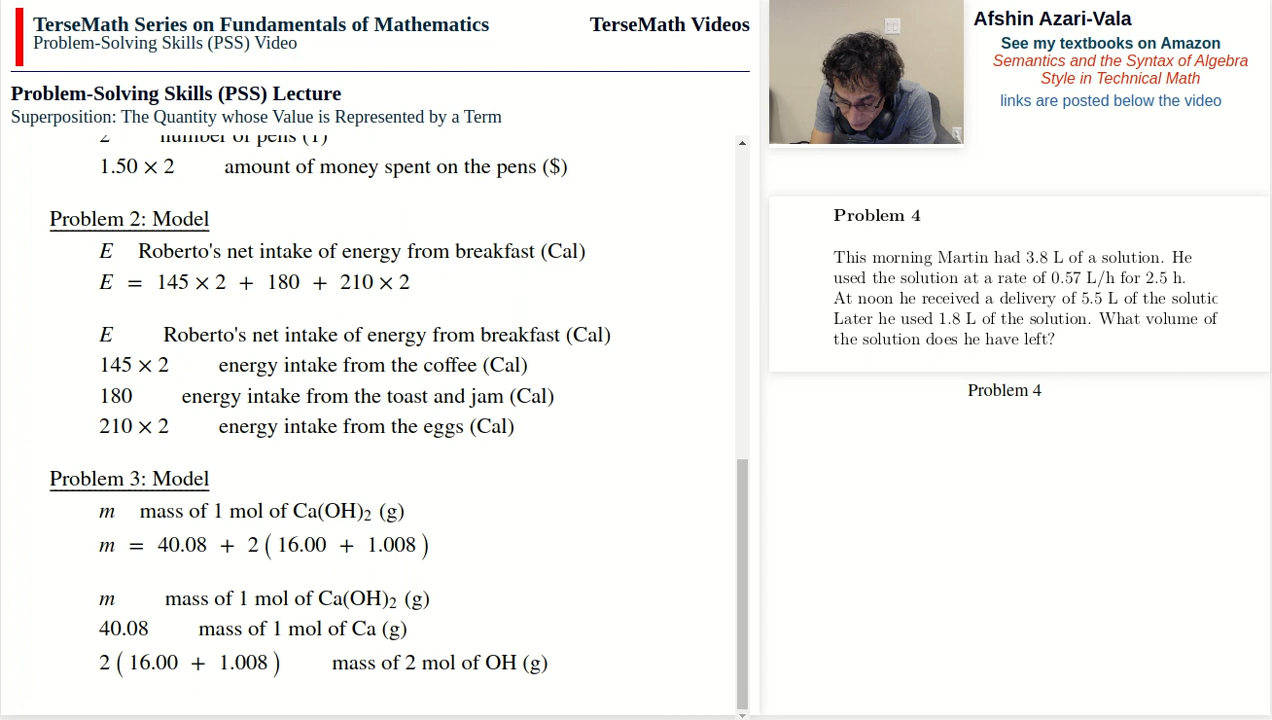 TerseMath Series on Fundamentals of Mathematics
Problem-Solving Skills (PSS) Video
TerseMath Videos
Problem-Solving Skills (PSS) Lecture
Superposition: The Quantity whose Value is Represented by a Term
2 number of pens (1)
1.50 × 2 amount of money spent on the pens ($)
Problem 2: Model
E Roberto's net intake of energy from breakfast (Cal)
E = 145 × 2 + 180 + 210 × 2
E Roberto's net intake of energy from breakfast (Cal)
145 × 2 energy intake from the coffee (Cal)
180 energy intake from the toast and jam (Cal)
210 × 2 energy intake from the eggs (Cal)
Problem 3: Model
m mass of 1 mol of Ca(OH)₂ (g)
m = 40.08 + 2 ( 16.00 + 1.008 )
m mass of 1 mol of Ca(OH)₂ (g)
40.08 mass of 1 mol of Ca (g)
2 ( 16.00 + 1.008 ) mass of 2 mol of OH (g)
Afshin Azari-Vala
See my textbooks on Amazon
Semantics and the Syntax of Algebra
Style in Technical Math
links are posted below the video
Problem 4
This morning Martin had 3.8 L of a solution. He
used the solution at a rate of 0.57 L/h for 2.5 h.
At noon he received a delivery of 5.5 L of the solutic
Later he used 1.8 L of the solution. What volume of
the solution does he have left?
Problem 4